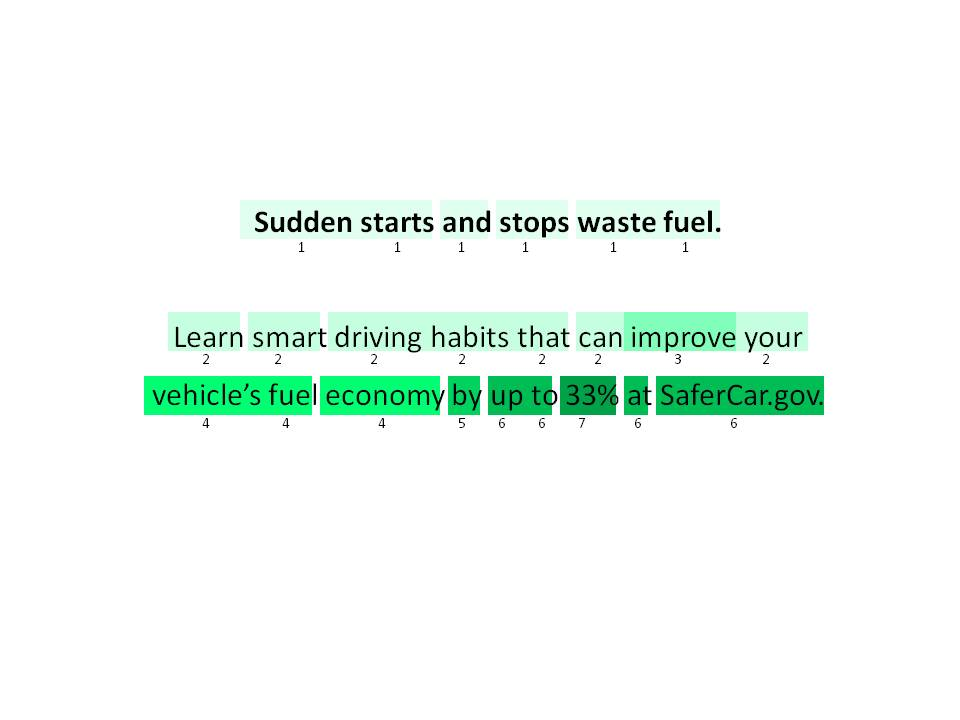 Sudden starts and stops waste fuel.
1 1 1 1 1 1
Learn smart driving habits that can improve your
2 2 2 2 2 2 3 2
vehicle's fuel economy by up to 33% at SaferCar.gov.
4 4 4 5 6 6 7 6 6